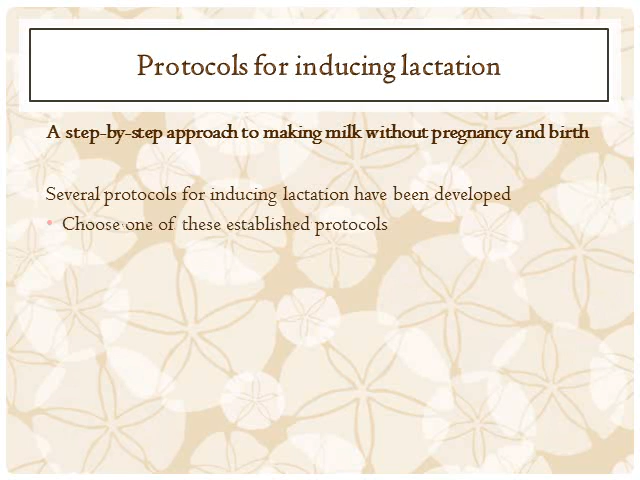 Protocols for inducing lactation
A step-by-step approach to making milk without pregnancy and birth
Several protocols for inducing lactation have been developed
• Choose one of these established protocols